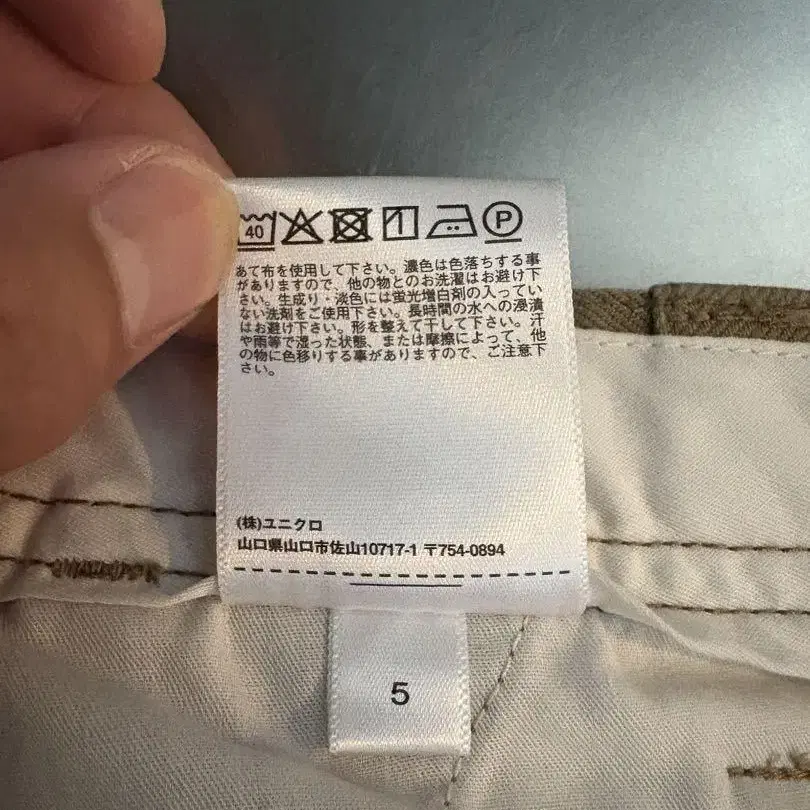 40 P
あて布を使用して下さい。濃色は色落ちする事
がありますので、他の物とのお洗濯はお避け下
さい。生成り・淡色には蛍光増白剤の入ってい
ない洗剤をご使用下さい。長時間の水への浸漬
はお避け下さい。形を整えて干して下さい。汗
や雨等で湿った状態、または摩擦によって、他
の物に色移りする事がありますので、ご注意下
さい。
(株)ユニクロ
山口県山口市佐山10717-1 〒754-0894
5